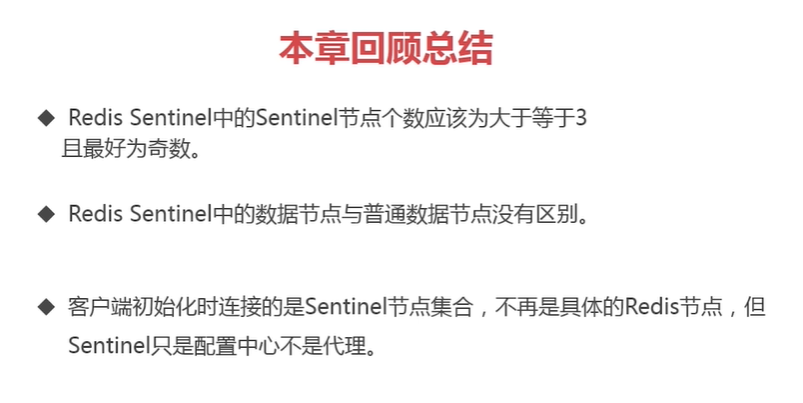 本章回顾总结
◆ Redis Sentinel中的Sentinel节点个数应该为大于等于3
且最好为奇数。
◆ Redis Sentinel中的数据节点与普通数据节点没有区别。
◆ 客户端初始化时连接的是Sentinel节点集合，不再是具体的Redis节点，但
Sentinel只是配置中心不是代理。